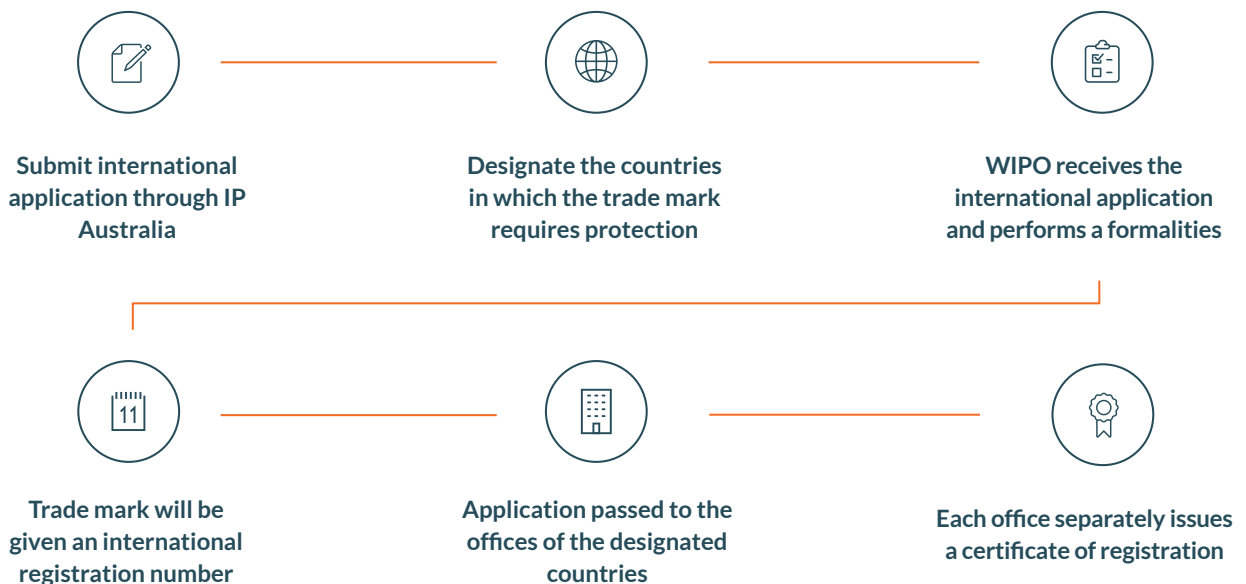 Submit international
application through IP
Australia
Designate the countries
in which the trade mark
requires protection
WIPO receives the
international application
and performs a formalities
11
Trade mark will be
given an international
registration number
Application passed to the
offices of the designated
countries
Each office separately issues
a certificate of registration